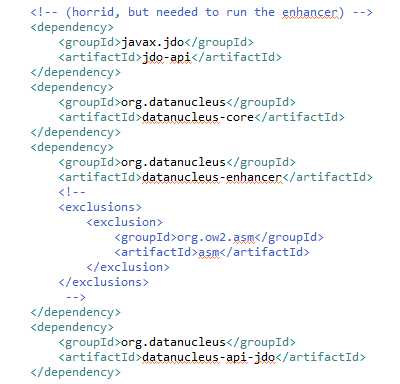 <!-- (horrid, but needed to run the enhancer) -->
<dependency>
    <groupId>javax.jdo</groupId>
    <artifactId>jdo-api</artifactId>
</dependency>
<dependency>
    <groupId>org.datanucleus</groupId>
    <artifactId>datanucleus-core</artifactId>
</dependency>
<dependency>
    <groupId>org.datanucleus</groupId>
    <artifactId>datanucleus-enhancer</artifactId>
    <!--
    <exclusions>
        <exclusion>
            <groupId>org.ow2.asm</groupId>
            <artifactId>asm</artifactId>
        </exclusion>
    </exclusions>
     -->
</dependency>
<dependency>
    <groupId>org.datanucleus</groupId>
    <artifactId>datanucleus-api-jdo</artifactId>
</dependency>